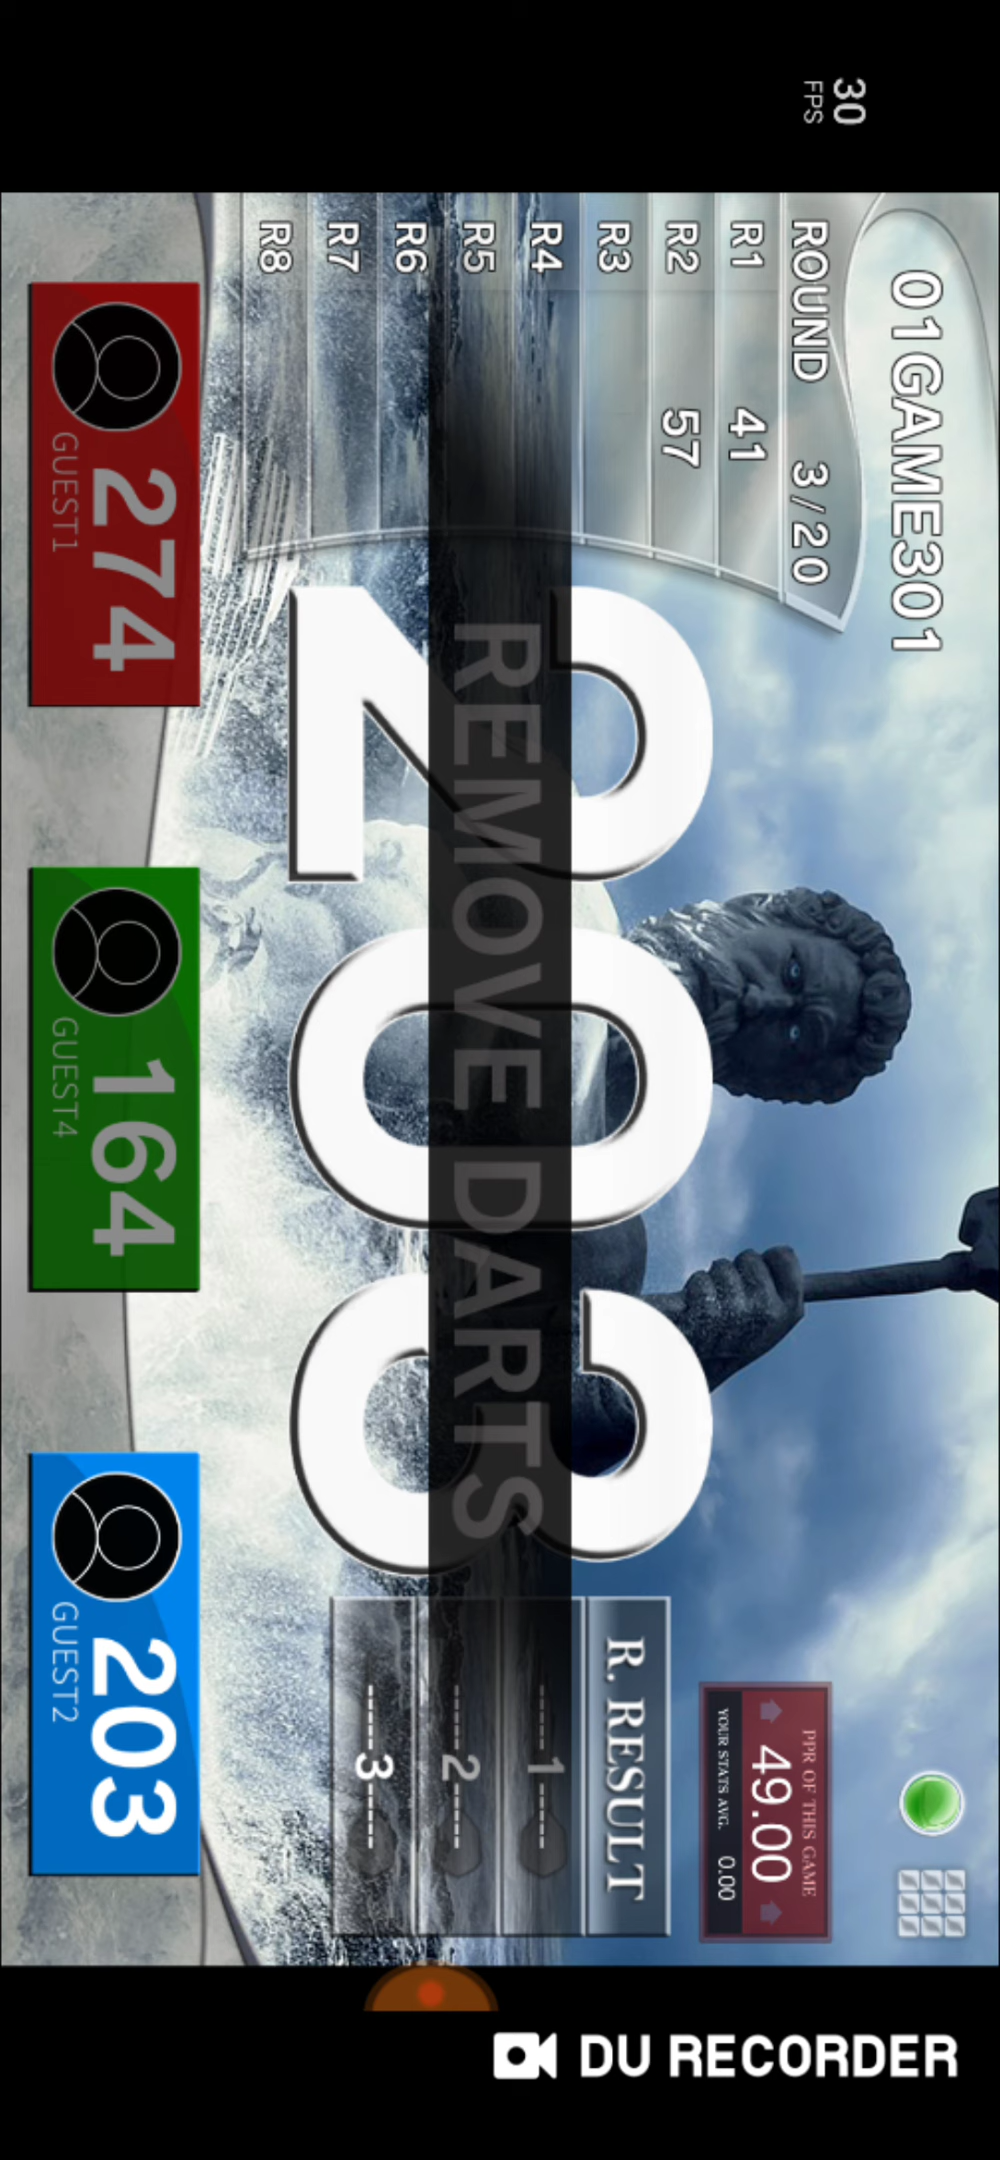 30
FPS
01GAME301
ROUND 3/20
R1 41
R2 57
R3
R4
R5
R6
R7
R8
203
REMOVE DARTS
PPR OF THIS GAME
49.00
YOUR STATS AVG. 0.00
R. RESULT
1
2
3
274
GUEST1
164
GUEST4
203
GUEST2
DU RECORDER